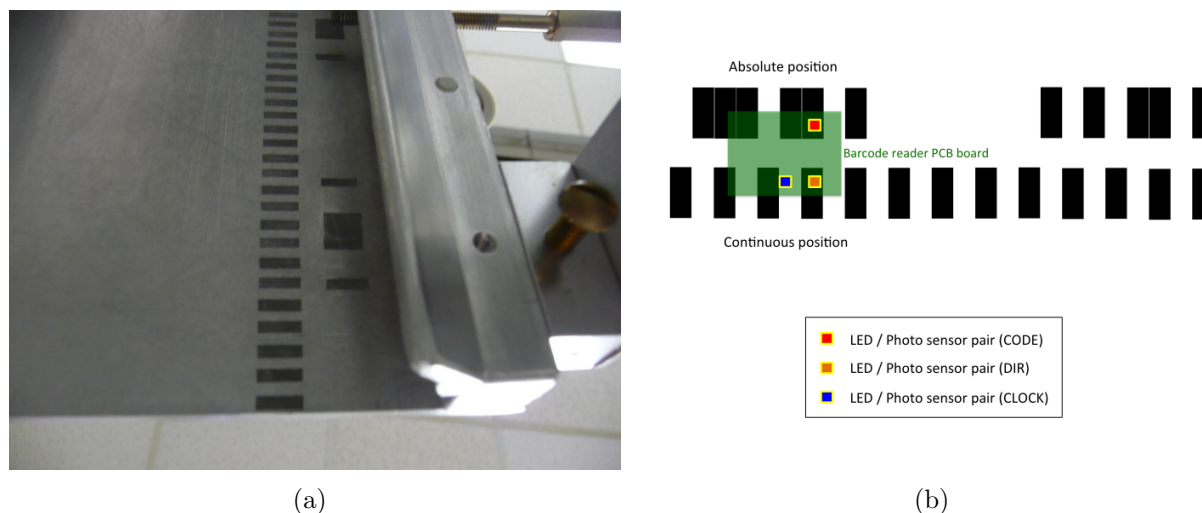 Absolute position
Barcode reader PCB board
Continuous position
LED / Photo sensor pair (CODE)
LED / Photo sensor pair (DIR)
LED / Photo sensor pair (CLOCK)
(a)
(b)